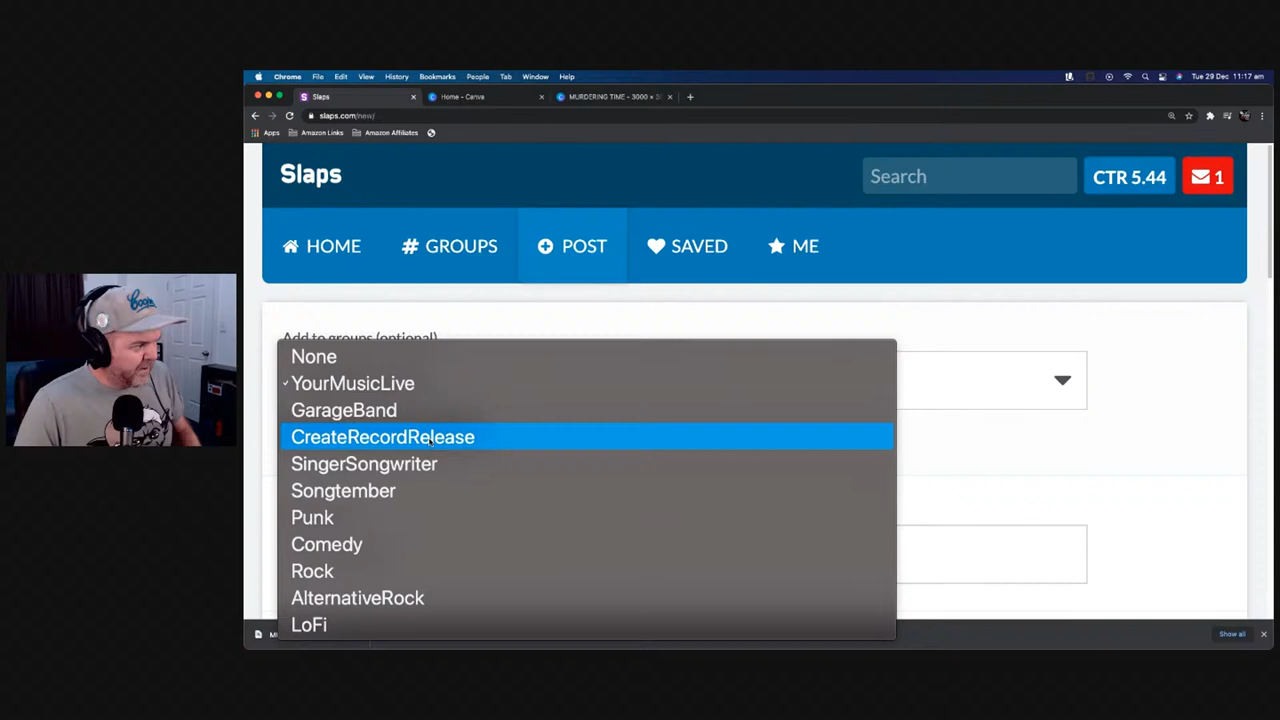 Chrome File Edit View History Bookmarks People Tab Window Help
Tue 29 Dec 11:17 am
Slaps
Home - Canva
MURDERING TIME - 3000 ×
slaps.com/new/
Apps
Amazon Links
Amazon Affiliates
Slaps
Search
CTR 5.44
1
HOME
# GROUPS
POST
SAVED
ME
Add to groups (optional)
None
✓ YourMusicLive
GarageBand
CreateRecordRelease
SingerSongwriter
Songtember
Punk
Comedy
Rock
AlternativeRock
LoFi
Show all